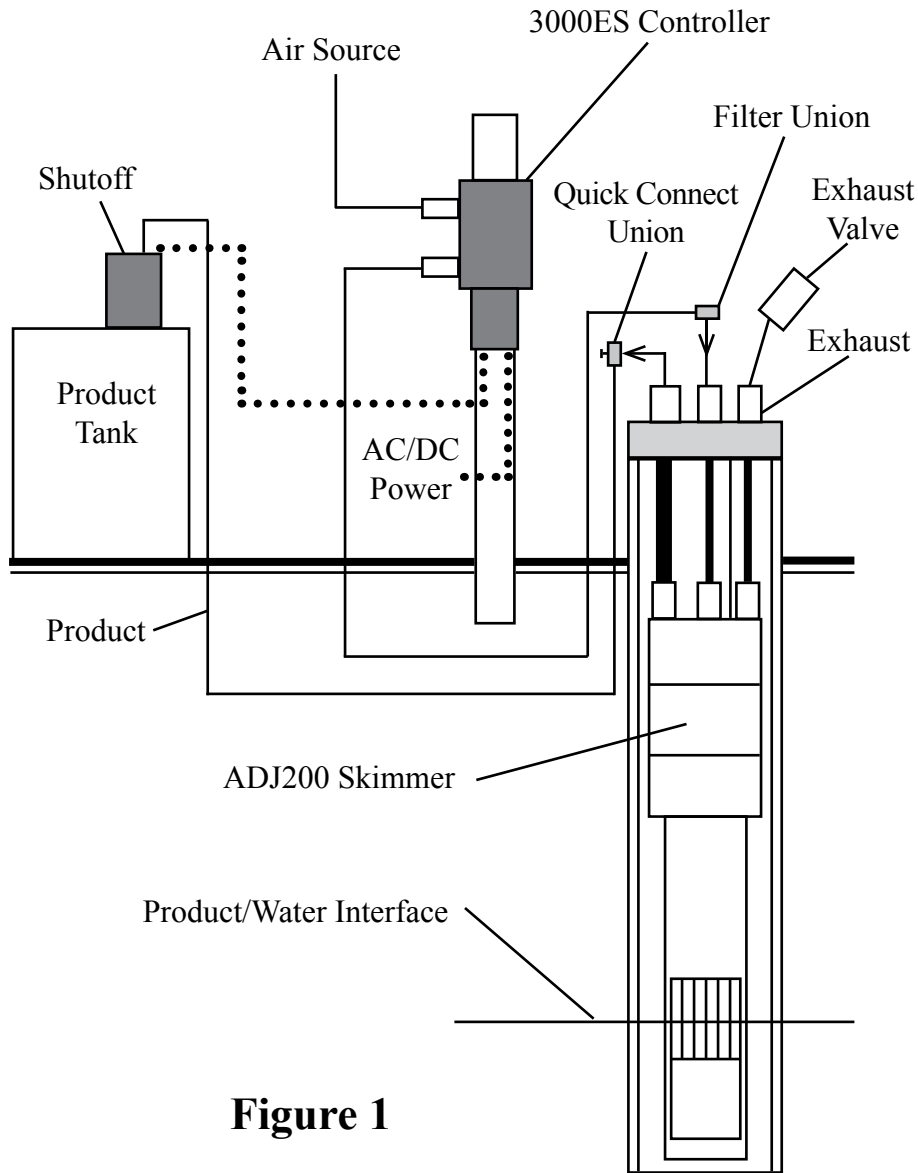 3000ES Controller
Air Source
Filter Union
Shutoff
Quick Connect
Union
Exhaust
Valve
Exhaust
Product
Tank
AC/DC
Power
Product
ADJ200 Skimmer
Product/Water Interface
Figure 1